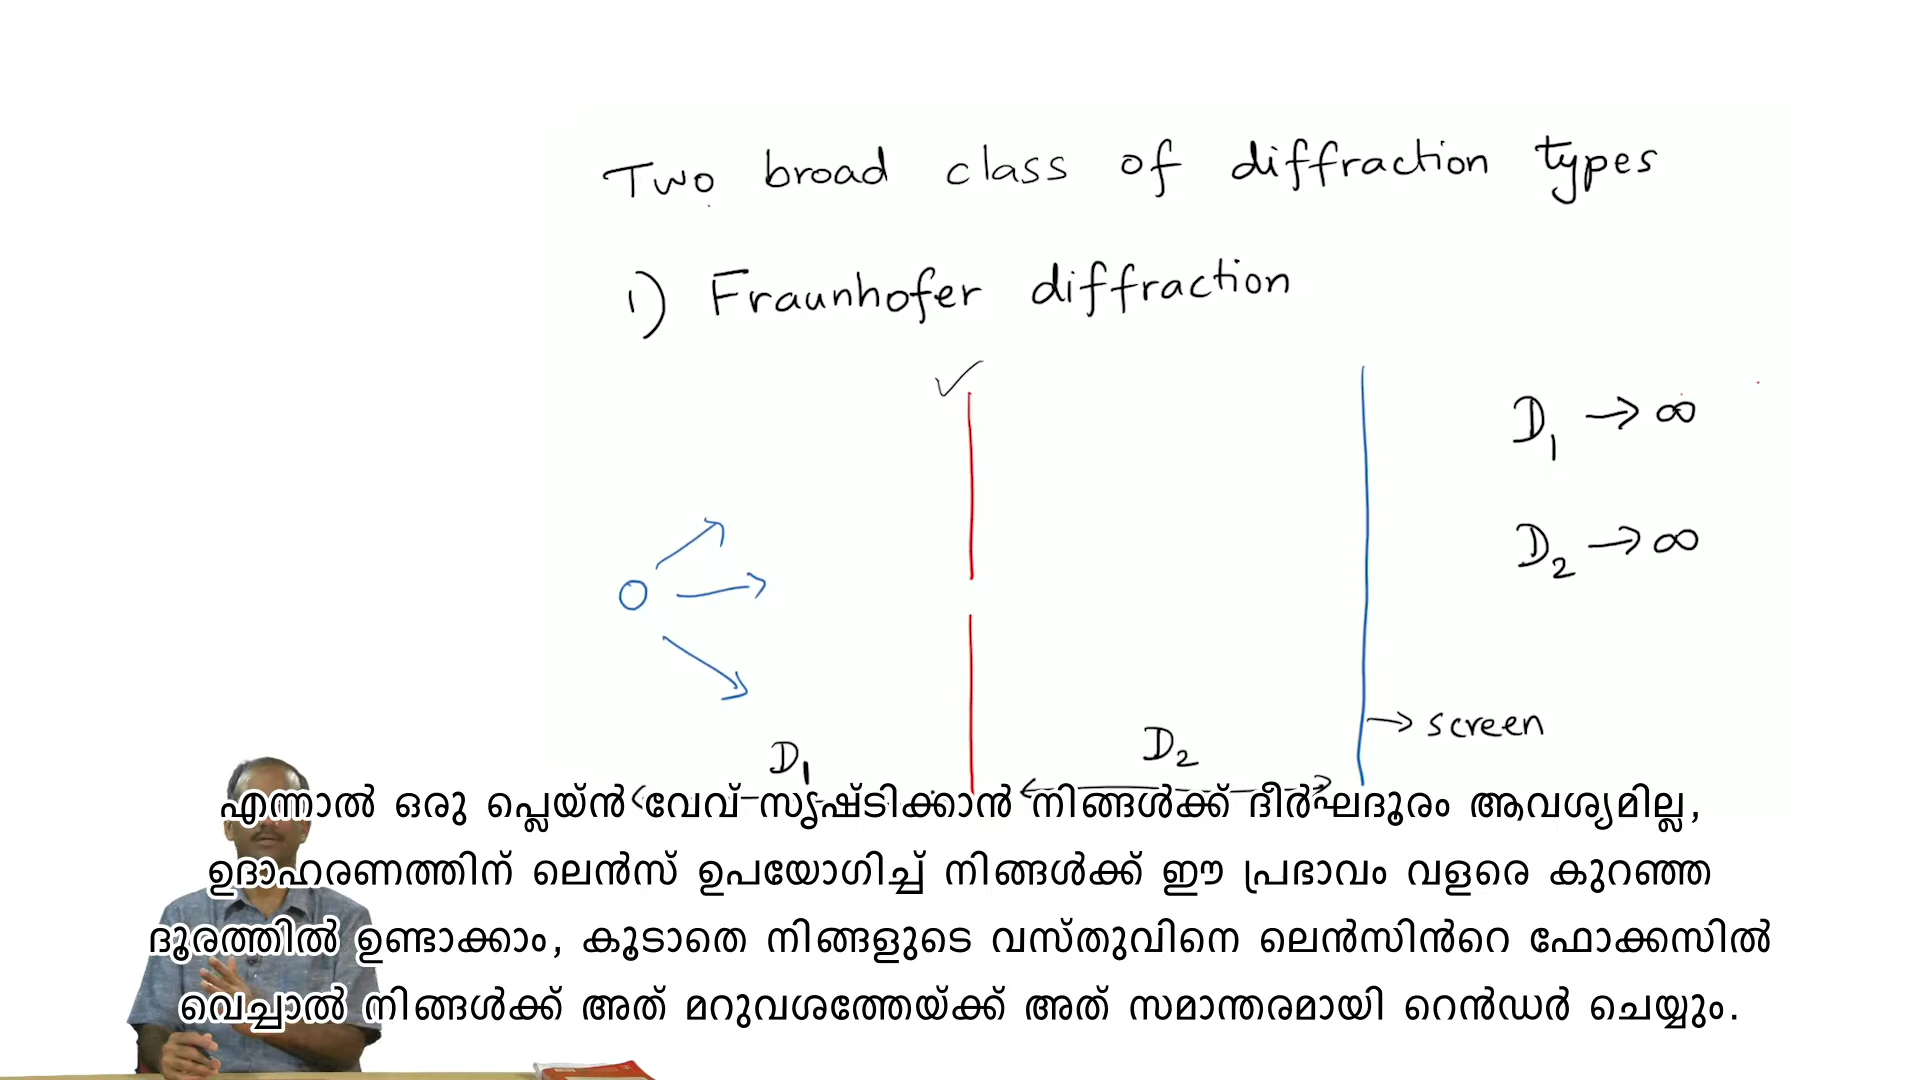 Two broad class of diffraction types
1) Fraunhofer diffraction
D1 → ∞
D2 → ∞
→ screen
D1
D2
എന്നാൽ ഒരു പ്ലെയ്ൻ വേവ് സൃഷ്ടിക്കാൻ നിങ്ങൾക്ക് ദീർഘദൂരം ആവശ്യമില്ല,
ഉദാഹരണത്തിന് ലെൻസ് ഉപയോഗിച്ച് നിങ്ങൾക്ക് ഈ പ്രഭാവം വളരെ കുറഞ്ഞ
ദൂരത്തിൽ ഉണ്ടാക്കാം, കൂടാതെ നിങ്ങളുടെ വസ്തുവിനെ ലെൻസിൻറെ ഫോക്കസിൽ
വെച്ചാൽ നിങ്ങൾക്ക് അത് മറുവശത്തേയ്ക്ക് അത് സമാന്തരമായി റെൻഡർ ചെയ്യും.